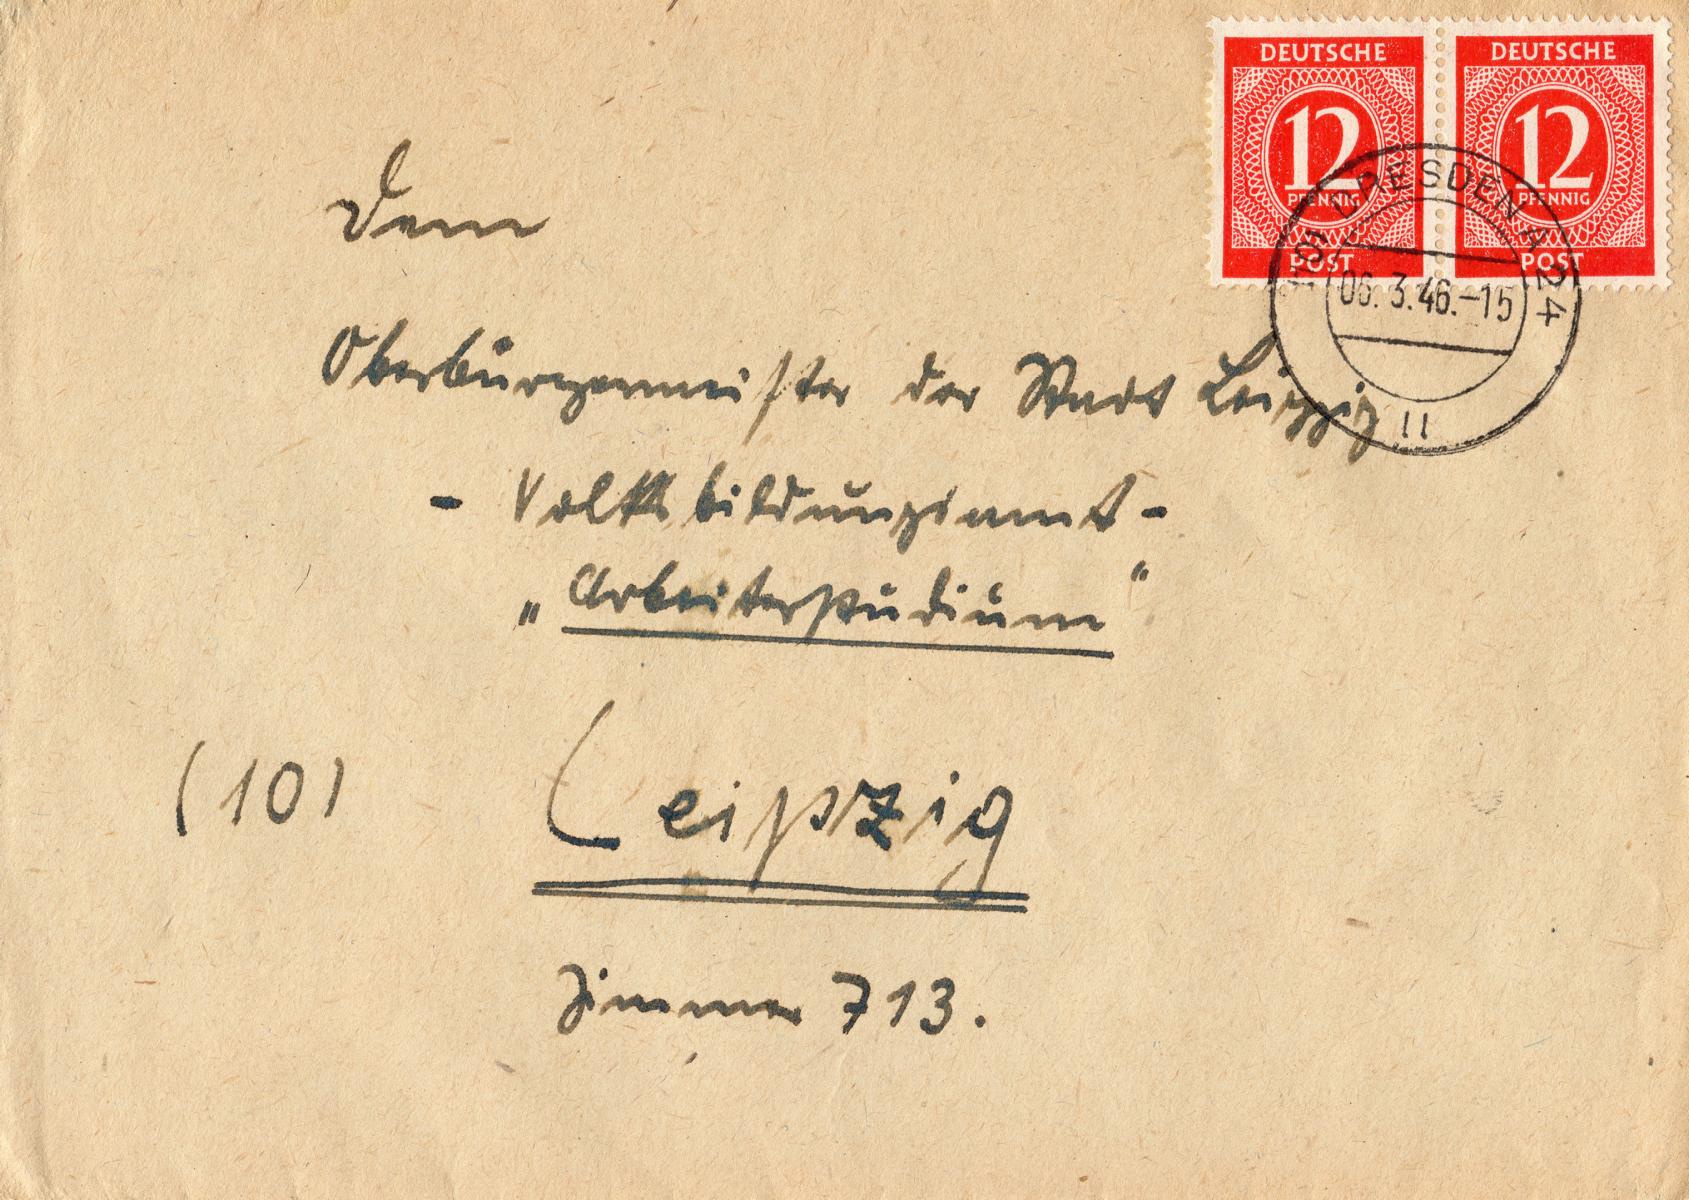 DEUTSCHE
12
PFENNIG
POST
DEUTSCHE
12
PFENNIG
POST
(10) DRESDEN A 24
06. 3.46.-15
Dem
Oberbürgermeister der Stadt Leipzig
- Volksbildungsamt -
„Arbeiterstudium"
(10) Leipzig
Zimmer 713.